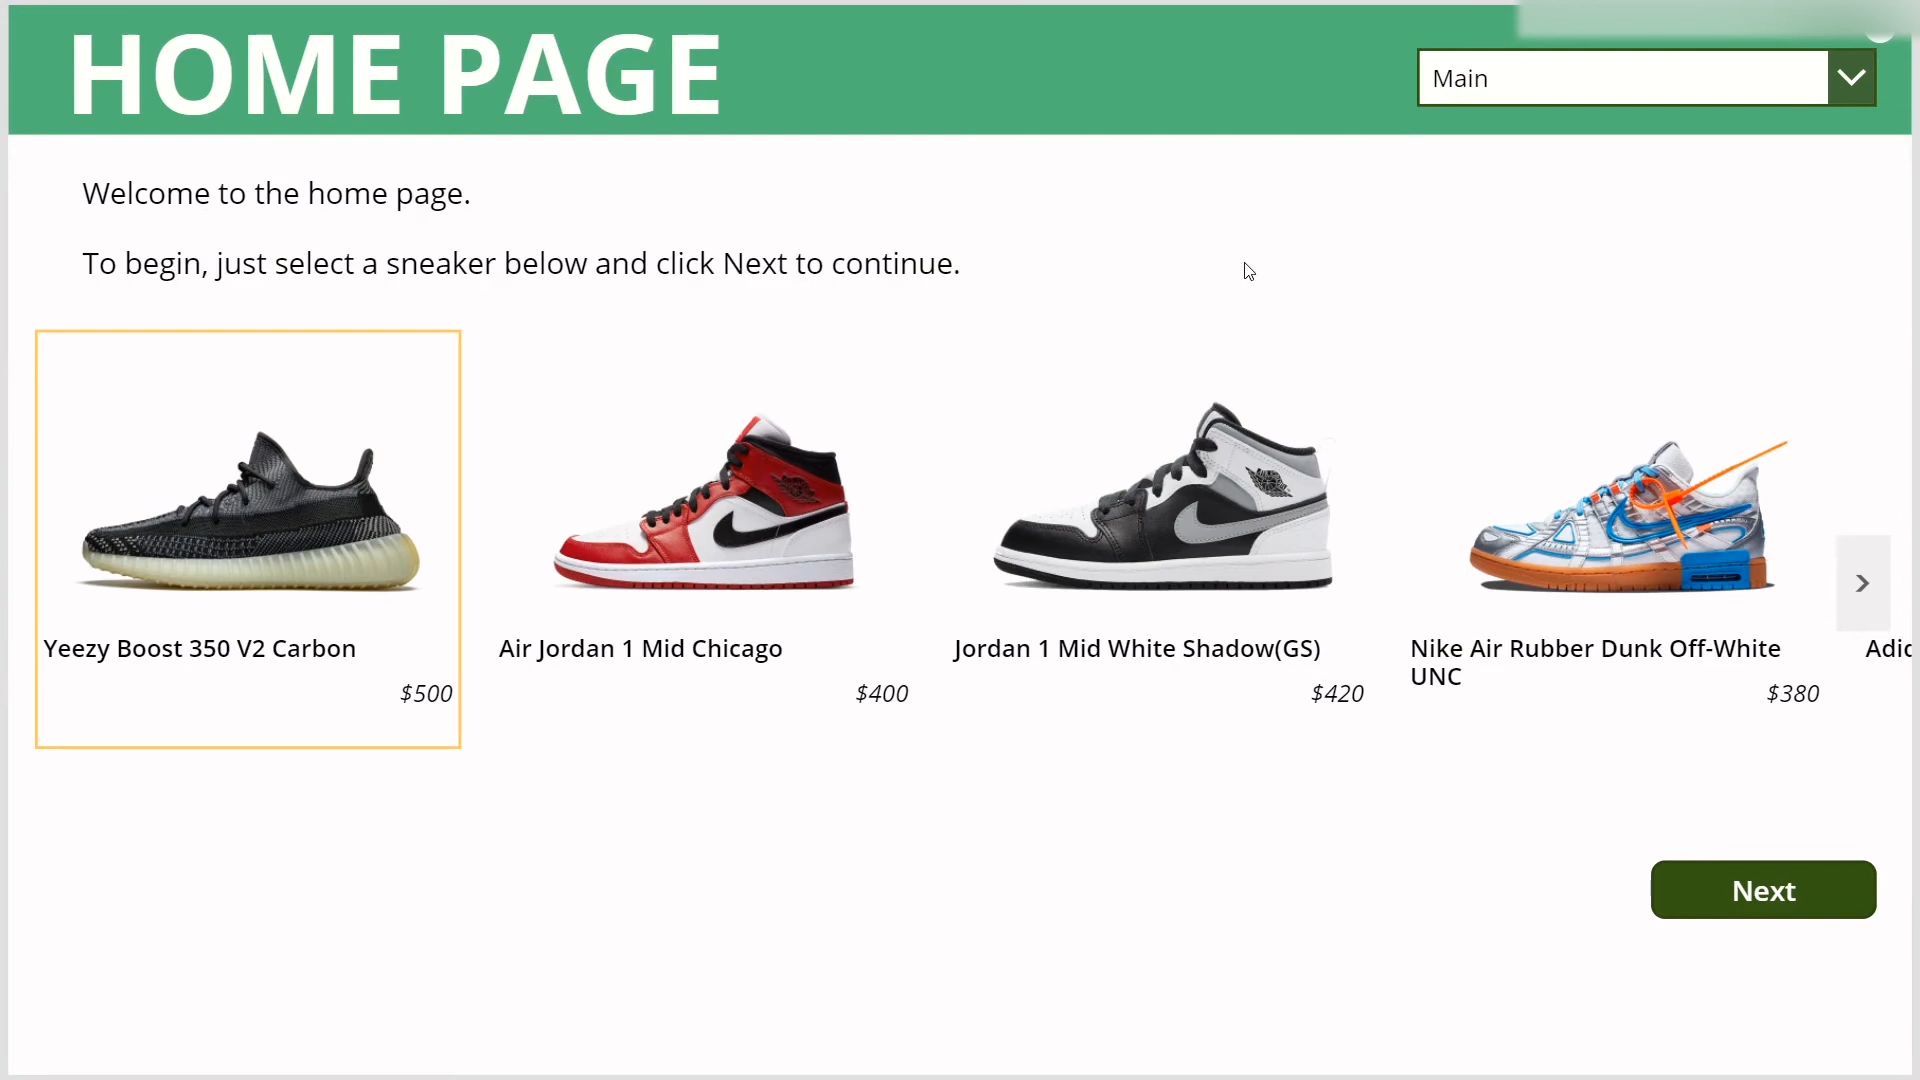 HOME PAGE
Main
Welcome to the home page.
To begin, just select a sneaker below and click Next to continue.
Yeezy Boost 350 V2 Carbon
$500
Air Jordan 1 Mid Chicago
$400
Jordan 1 Mid White Shadow(GS)
$420
Nike Air Rubber Dunk Off-White
UNC
$380
Next